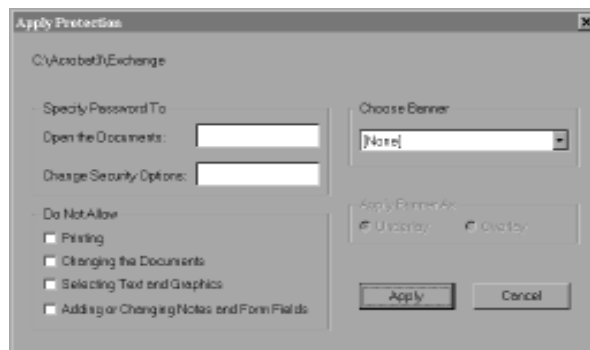 Apply Protection
C:\Acrobat3\Exchange
Specify Password To
Open the Documents:
Change Security Options:
Do Not Allow
Printing
Changing the Documents
Selecting Text and Graphics
Adding or Changing Notes and Form Fields
Choose Banner
[None]
Apply Banner As
Underlay
Overlay
Apply
Cancel